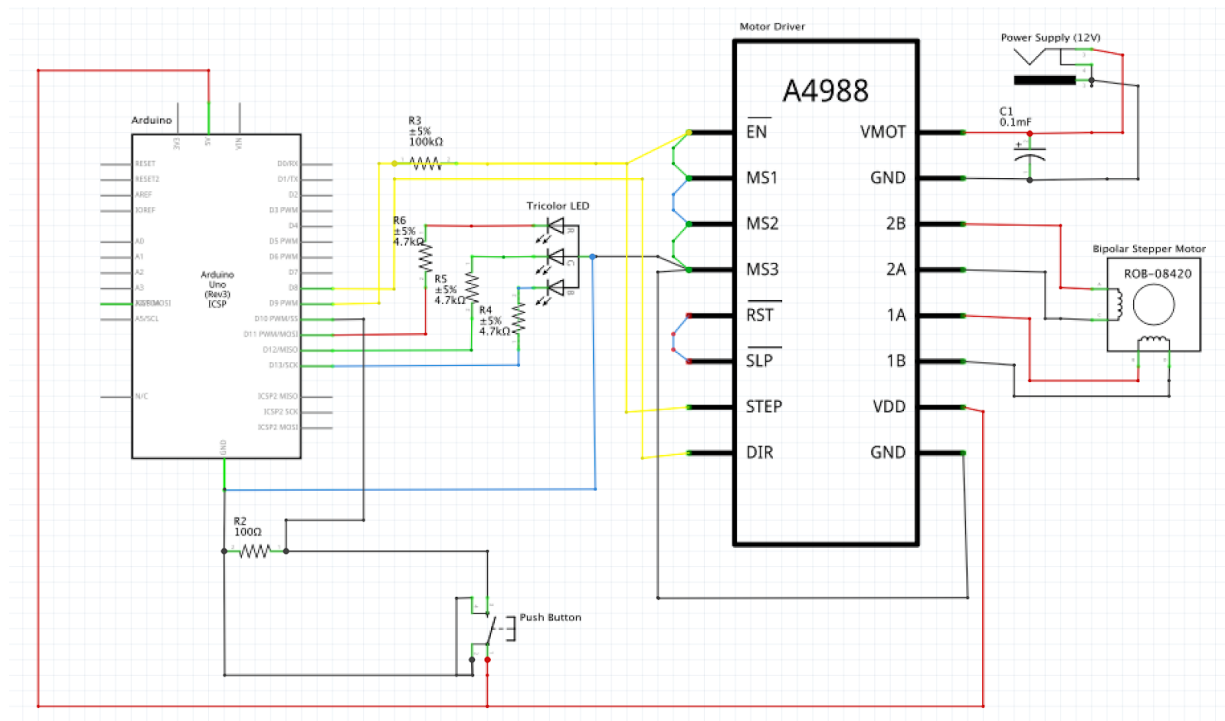 Motor Driver
Power Supply (12V)
A4988
Arduino
3V3
5V
VIN
R3
±5%
100kΩ
C1
0.1mF
+
EN
VMOT
RESET
RESET2
AREF
IOREF
A0
A1
A2
A3
A5/SCL
N/C
D0/RX
D1/TX
D2
D3 PWM
D4
D5 PWM
D6 PWM
D7
D8
D9 PWM
D10 PWM/SS
D11 PWM/MOSI
D12/MISO
D13/SCK
ICSP2 MISO
ICSP2 SCK
ICSP2 MOSI
GND
Arduino
Uno
(Rev3)
ICSP
MS1
GND
MS2
2B
MS3
2A
RST
1A
SLP
1B
STEP
VDD
DIR
GND
Tricolor LED
R
G
B
R6
±5%
4.7kΩ
R5
±5%
4.7kΩ
R4
±5%
4.7kΩ
Bipolar Stepper Motor
ROB-08420
R2
100Ω
Push Button